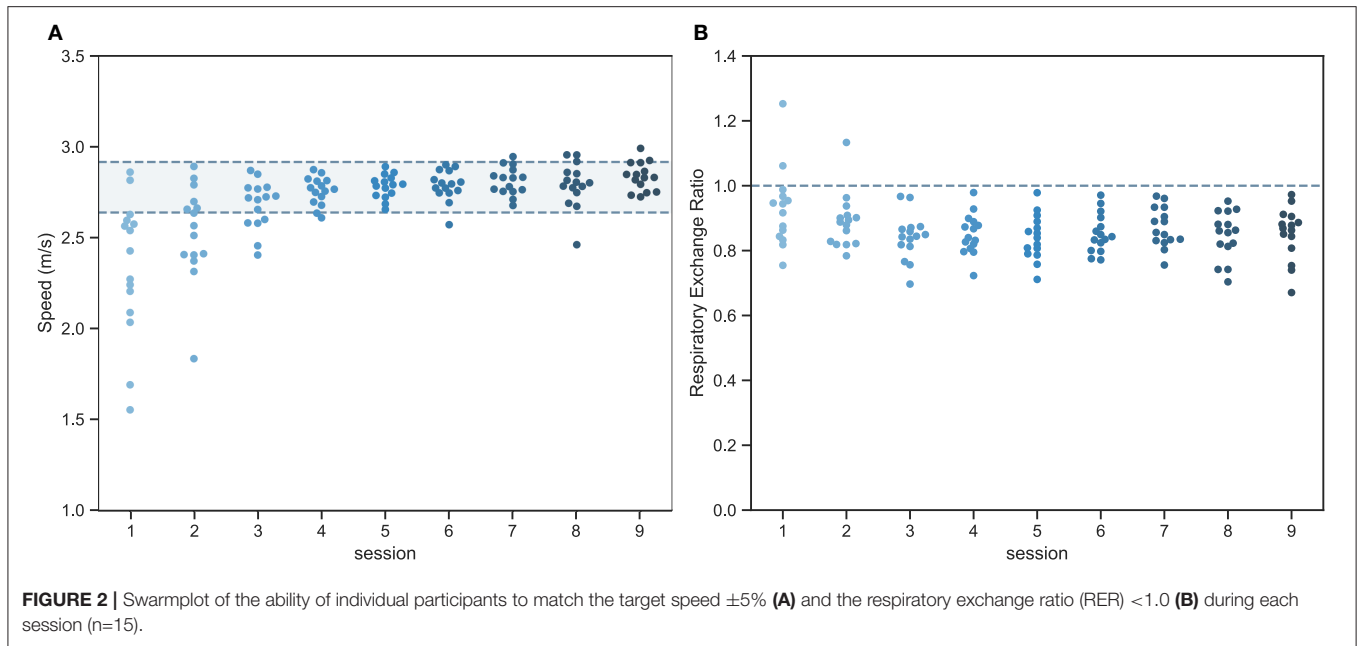 A
3.5
3.0
2.5
2.0
1.5
1.0
Speed (m/s)
1 2 3 4 5 6 7 8 9
session
B
1.4
1.2
1.0
0.8
0.6
0.4
0.2
0.0
Respiratory Exchange Ratio
1 2 3 4 5 6 7 8 9
session
FIGURE 2 | Swarmplot of the ability of individual participants to match the target speed ±5% (A) and the respiratory exchange ratio (RER) <1.0 (B) during each
session (n=15).